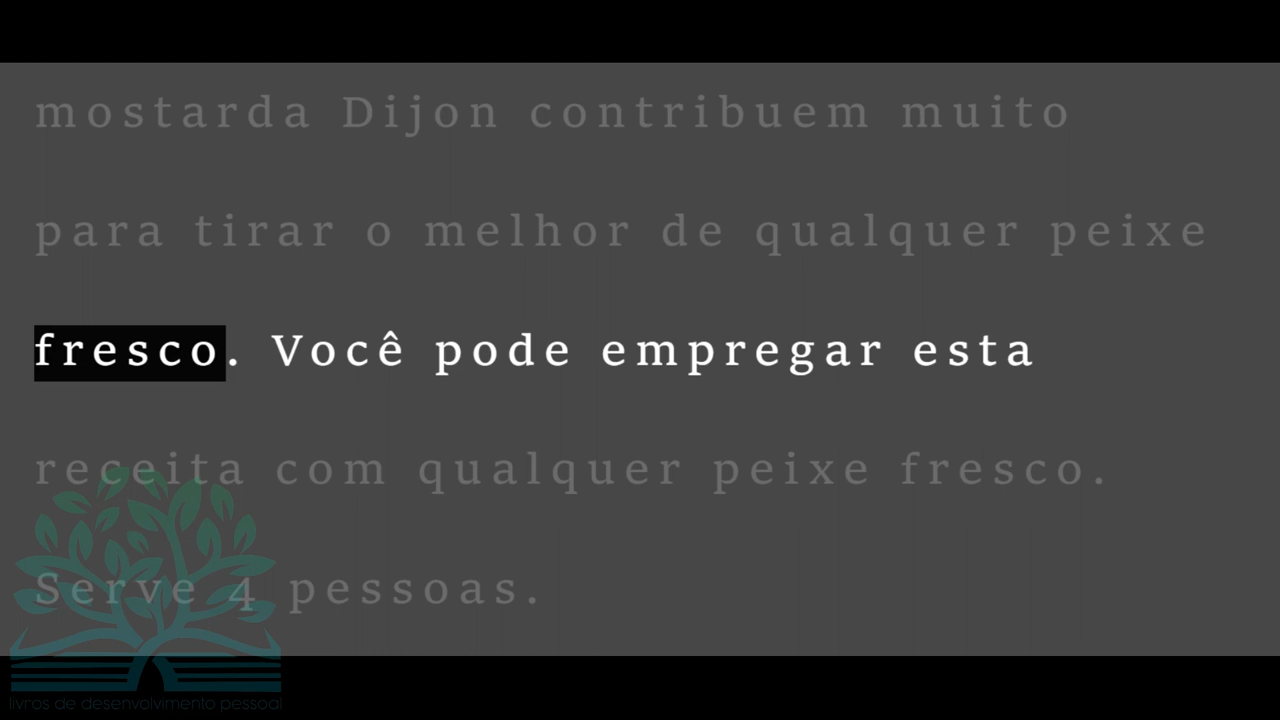 mostarda Dijon contribuem muito
para tirar o melhor de qualquer peixe
fresco. Você pode empregar esta
receita com qualquer peixe fresco.
Serve 4 pessoas.
livros de desenvolvimento pessoal